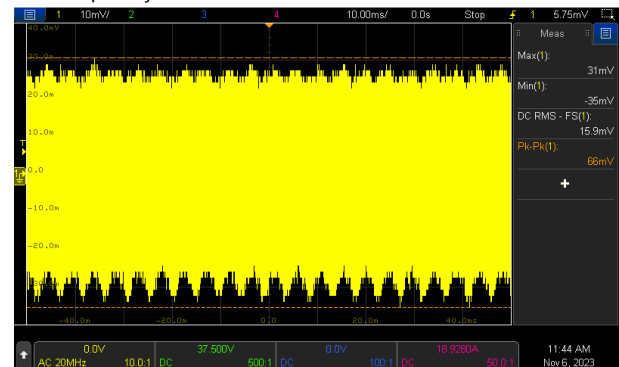 1 10mV/ 2 3 4 10.00ms/ 0.0s Stop 1 5.75mV
40.0mV
30.0m
20.0m
10.0m
0.0
-10.0m
-20.0m
-40.0m -20.0m 0.0 20.0m 40.0ms
T
1
Meas
Max(1):
31mV
Min(1):
-35mV
DC RMS - FS(1):
15.9mV
Pk-Pk(1):
66mV
+
0.0V 37.500V 0.0V 18.9280A
AC 20MHz 10.0:1 DC 500:1 DC 100:1 DC 50.0:1
11:44 AM
Nov 6, 2023